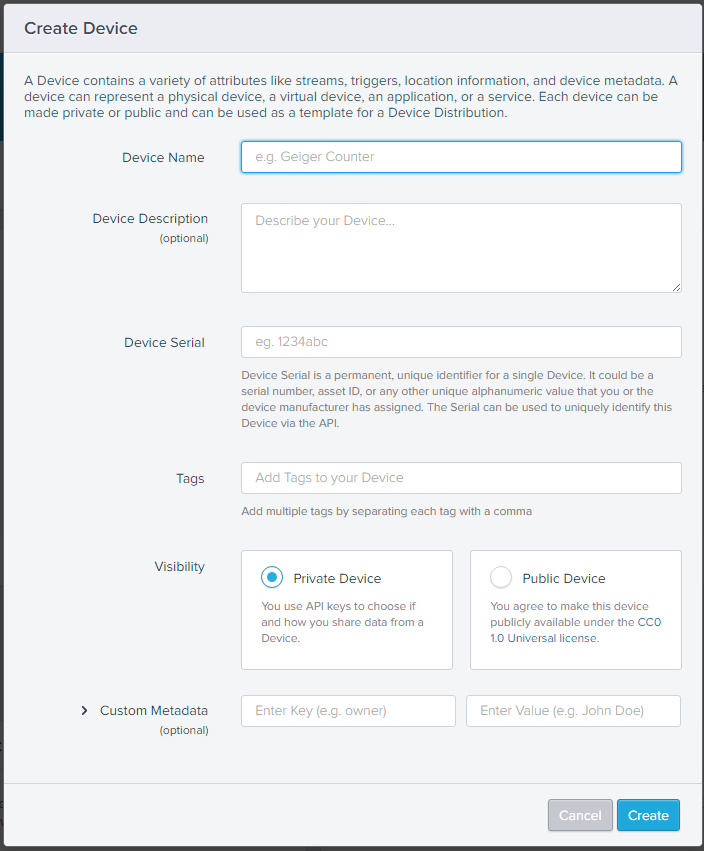 Create Device
A Device contains a variety of attributes like streams, triggers, location information, and device metadata. A
device can represent a physical device, a virtual device, an application, or a service. Each device can be
made private or public and can be used as a template for a Device Distribution.
Device Name
e.g. Geiger Counter
Device Description
(optional)
Describe your Device...
Device Serial
eg. 1234abc
Device Serial is a permanent, unique identifier for a single Device. It could be a
serial number, asset ID, or any other unique alphanumeric value that you or the
device manufacturer has assigned. The Serial can be used to uniquely identify this
Device via the API.
Tags
Add Tags to your Device
Add multiple tags by separating each tag with a comma
Visibility
Private Device
You use API keys to choose if
and how you share data from a
Device.
Public Device
You agree to make this device
publicly available under the CC0
1.0 Universal license.
Custom Metadata
(optional)
Enter Key (e.g. owner)
Enter Value (e.g. John Doe)
Cancel
Create